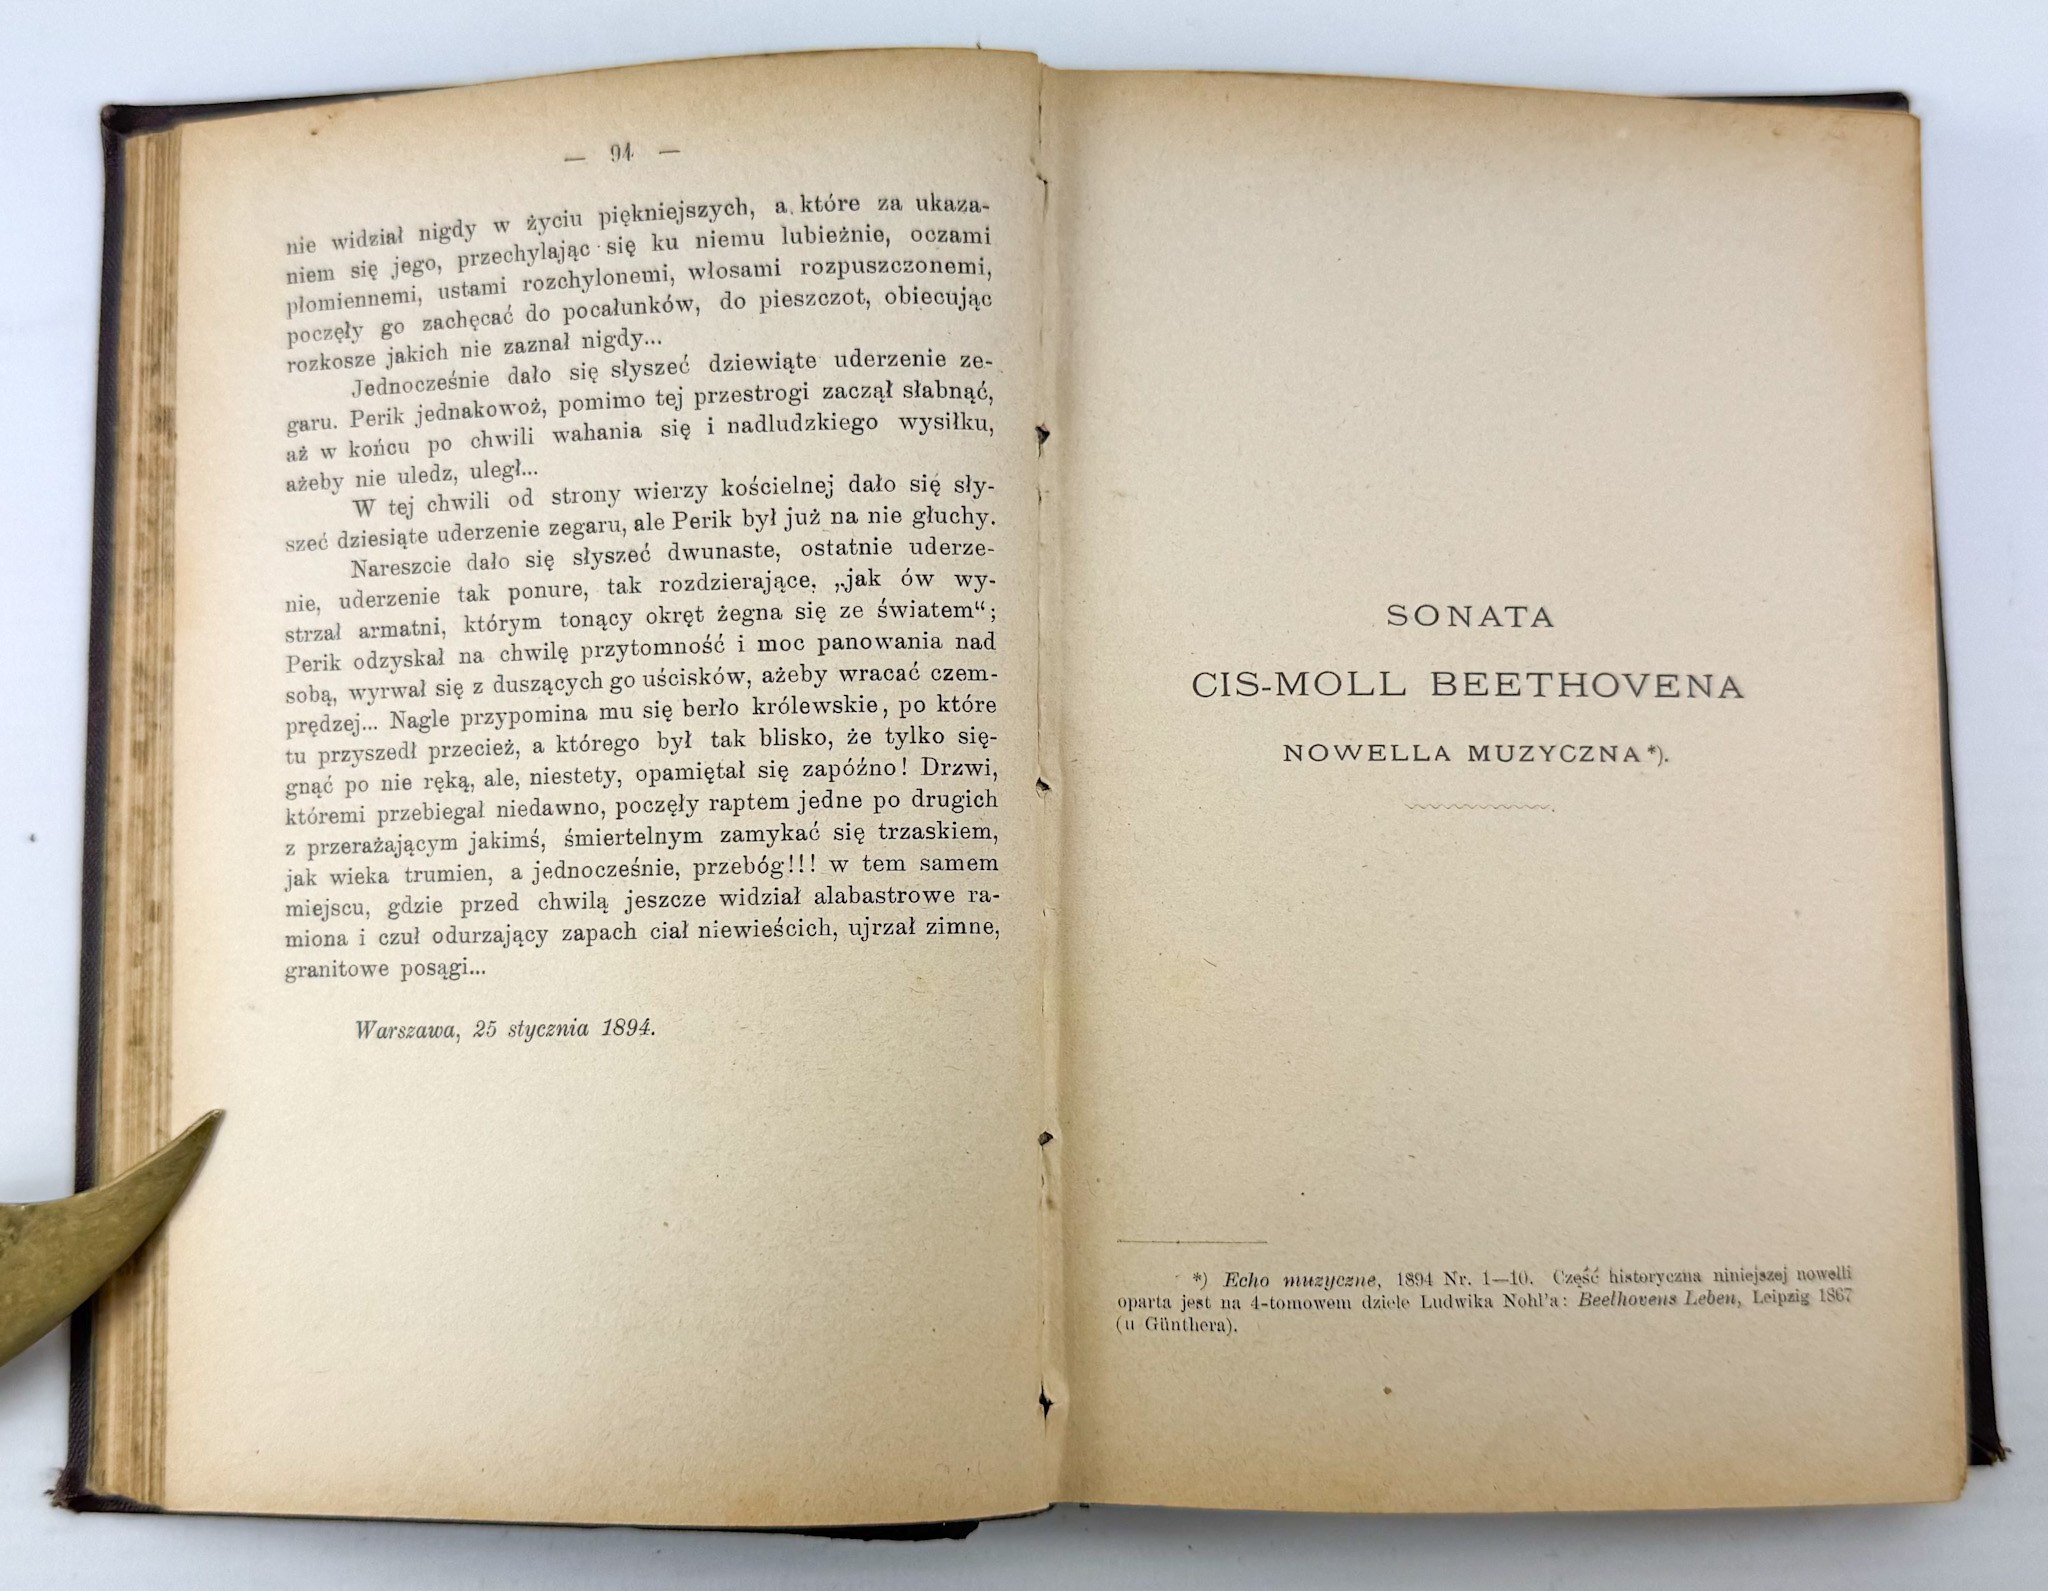 — 94 —
nie widział nigdy w życiu piękniejszych, a które za ukaza-
niem się jego, przechylając się ku niemu lubieżnie, oczami
płomiennemi, ustami rozchylonemi, włosami rozpuszczonemi,
poczęły go zachęcać do pocałunków, do pieszczot, obiecując
rozkosze jakich nie zaznał nigdy...
Jednocześnie dało się słyszeć dziewiąte uderzenie ze-
garu. Perik jednakowoż, pomimo tej przestrogi zaczął słabnąć,
aż w końcu po chwili wahania się i nadludzkiego wysiłku,
ażeby nie uledz, uległ...
W tej chwili od strony wierzy kościelnej dało się sły-
szeć dziesiąte uderzenie zegaru, ale Perik był już na nie głuchy.
Nareszcie dało się słyszeć dwunaste, ostatnie uderze-
nie, uderzenie tak ponure, tak rozdzierające, „jak ów wy-
strzał armatni, którym tonący okręt żegna się ze światem“;
Perik odzyskał na chwilę przytomność i moc panowania nad
sobą, wyrwał się z duszących go uścisków, ażeby wracać czem-
prędzej... Nagle przypomina mu się berło królewskie, po które
tu przyszedł przecież, a którego był tak blisko, że tylko się-
gnąć po nie ręką, ale, niestety, opamiętał się zapóźno! Drzwi,
któremi przebiegał niedawno, poczęły raptem jedne po drugich
z przerażającym jakimś, śmiertelnym zamykać się trzaskiem,
jak wieka trumien, a jednocześnie, przebóg!!! w tem samem
miejscu, gdzie przed chwilą jeszcze widział alabastrowe ra-
miona i czuł odurzający zapach ciał niewieścich, ujrzał zimne,
granitowe posągi...
Warszawa, 25 stycznia 1894.
SONATA
CIS-MOLL BEETHOVENA
NOWELLA MUZYCZNA*).
*) Echo muzyczne, 1894 Nr. 1—10. Część historyczna niniejszej nowelli
oparta jest na 4-tomowem dziele Ludwika Nohl'a: Beethovens Leben, Leipzig 1867
(u Günthera).